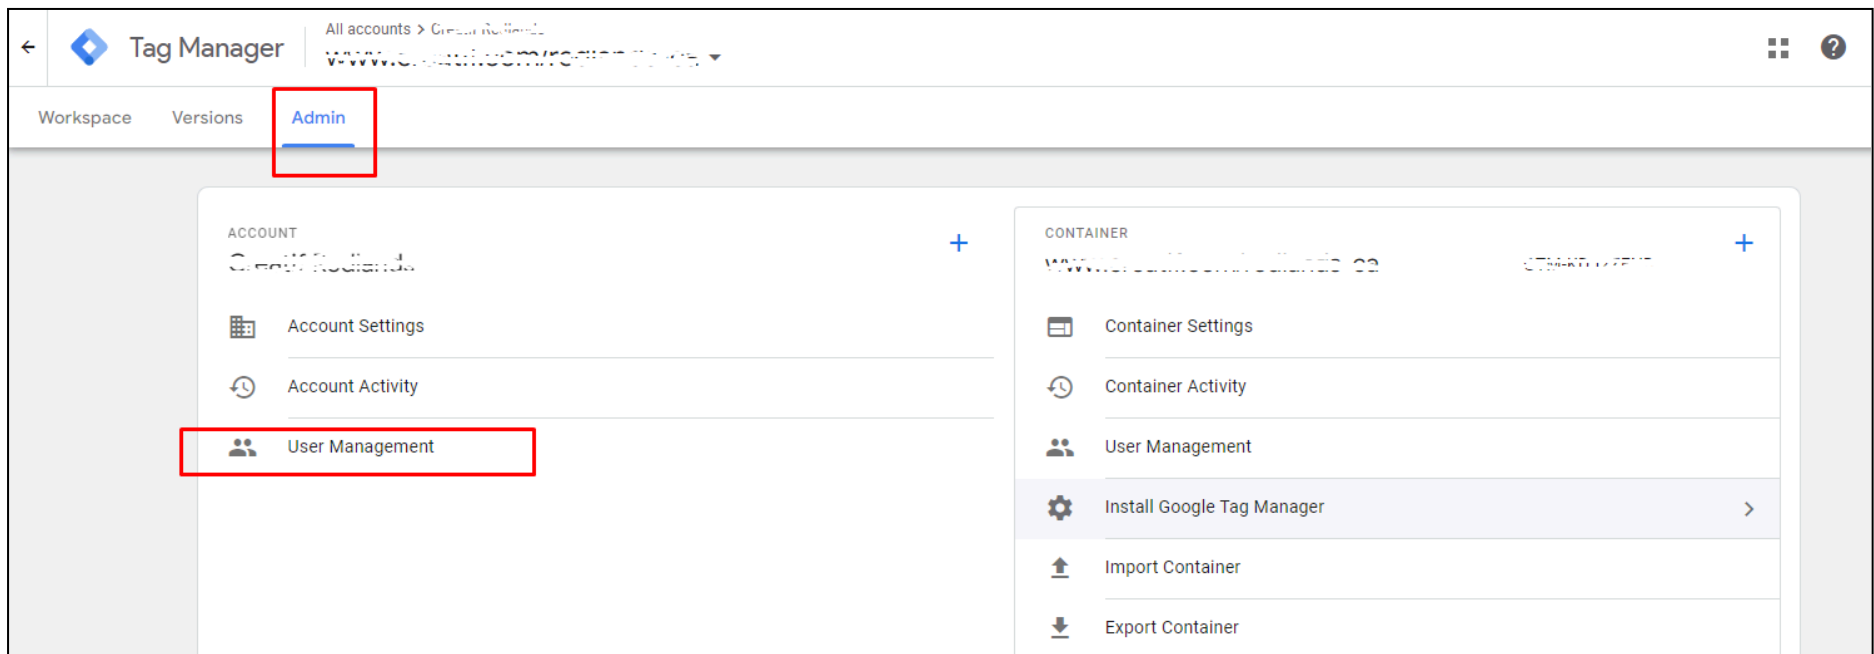 All accounts >
Tag Manager
Workspace Versions Admin
ACCOUNT
Account Settings
Account Activity
User Management
CONTAINER
Container Settings
Container Activity
User Management
Install Google Tag Manager
Import Container
Export Container